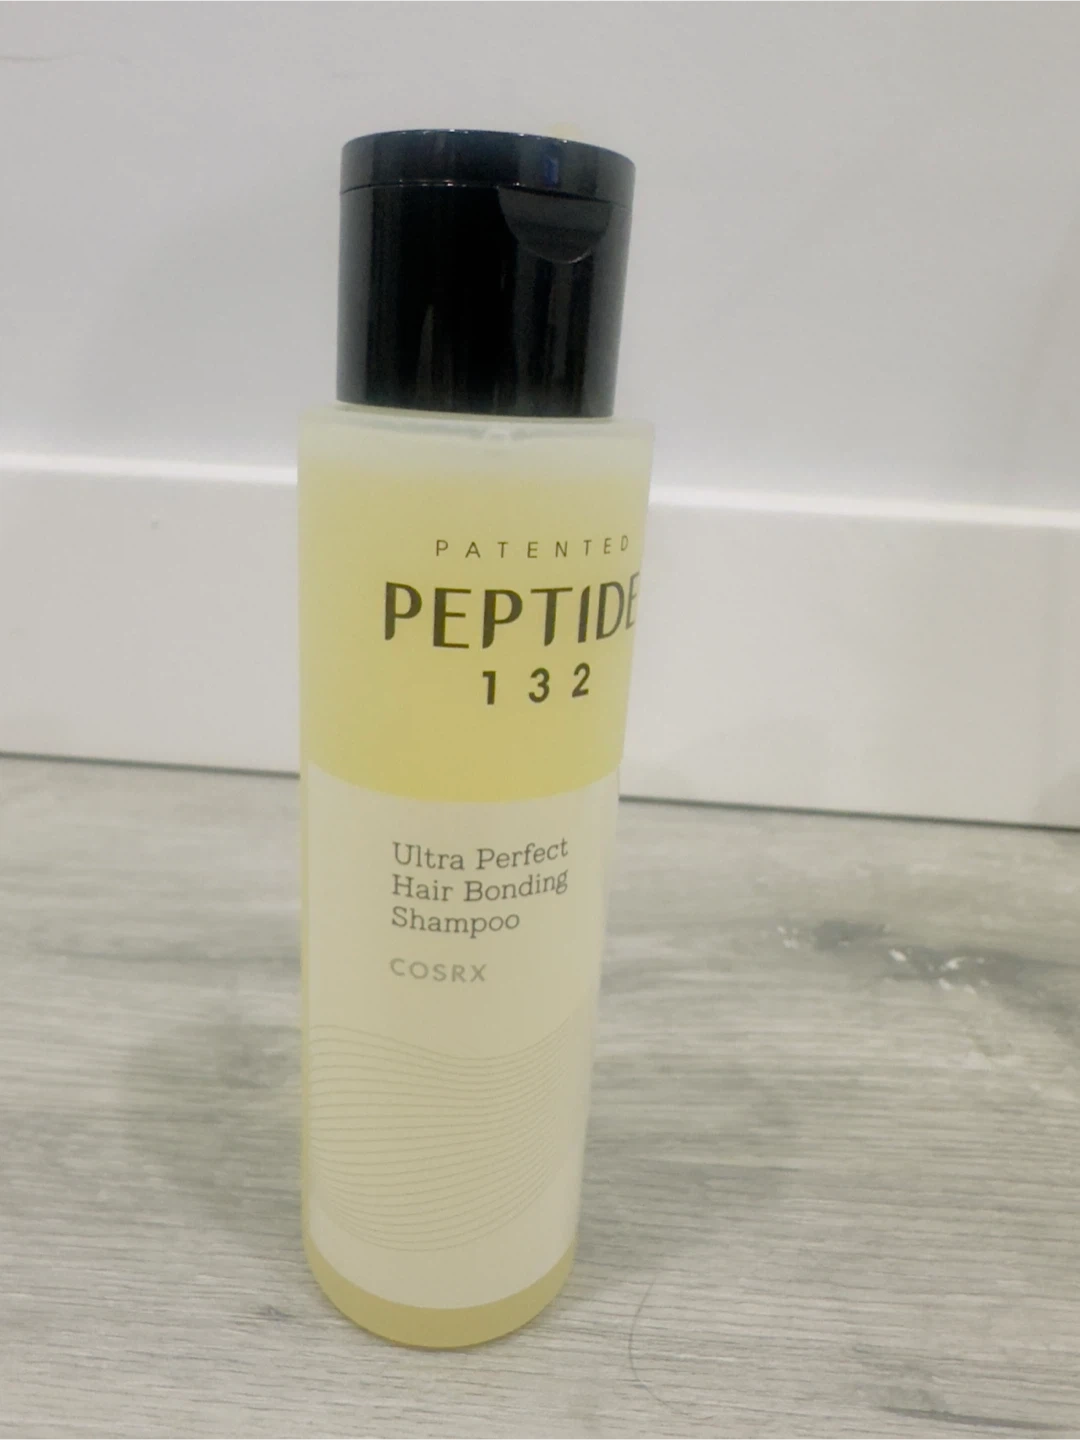 PATENTED
PEPTIDE
132
Ultra Perfect
Hair Bonding
Shampoo
COSRX